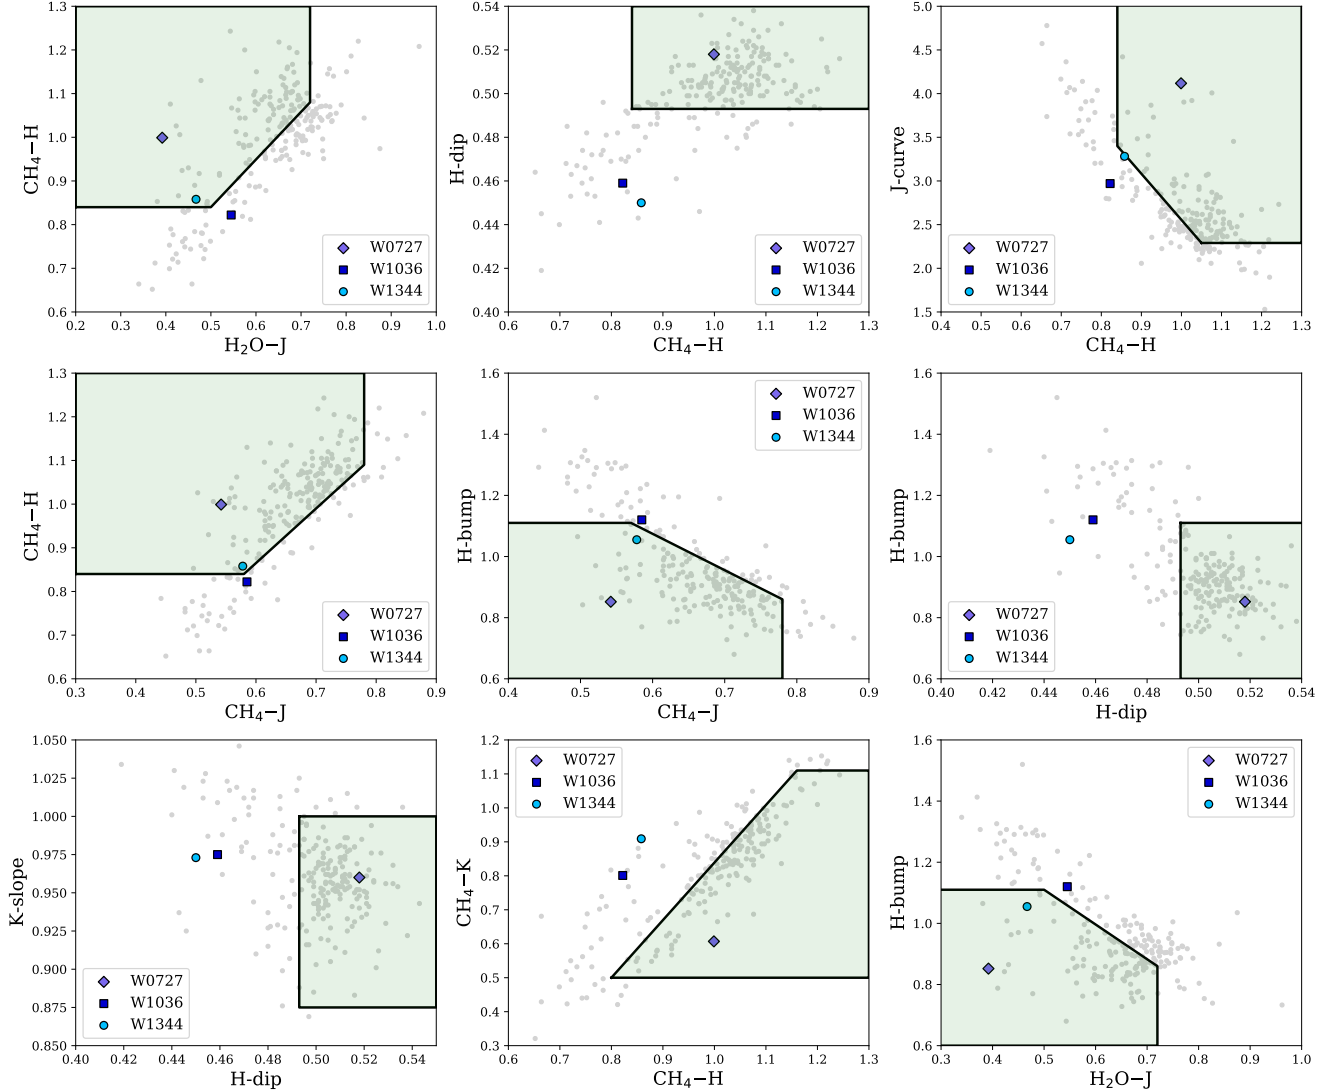 1.3
1.2
1.1
1.0
0.9
0.8
0.7
0.6
CH₄−H
0.2 0.3 0.4 0.5 0.6 0.7 0.8 0.9 1.0
H₂O−J
W0727
W1036
W1344
0.54
0.52
0.50
0.48
0.46
0.44
0.42
0.40
H-dip
0.6 0.7 0.8 0.9 1.0 1.1 1.2 1.3
CH₄−H
W0727
W1036
W1344
5.0
4.5
4.0
3.5
3.0
2.5
2.0
1.5
J-curve
0.4 0.5 0.6 0.7 0.8 0.9 1.0 1.1 1.2 1.3
CH₄−H
W0727
W1036
W1344
1.3
1.2
1.1
1.0
0.9
0.8
0.7
0.6
CH₄−H
0.3 0.4 0.5 0.6 0.7 0.8 0.9
CH₄−J
W0727
W1036
W1344
1.6
1.4
1.2
1.0
0.8
0.6
H-bump
0.4 0.5 0.6 0.7 0.8 0.9
CH₄−J
W0727
W1036
W1344
1.6
1.4
1.2
1.0
0.8
0.6
H-bump
0.40 0.42 0.44 0.46 0.48 0.50 0.52 0.54
H-dip
W0727
W1036
W1344
1.050
1.025
1.000
0.975
0.950
0.925
0.900
0.875
0.850
K-slope
0.40 0.42 0.44 0.46 0.48 0.50 0.52 0.54
H-dip
W0727
W1036
W1344
1.2
1.1
1.0
0.9
0.8
0.7
0.6
0.5
0.4
0.3
CH₄−K
0.6 0.7 0.8 0.9 1.0 1.1 1.2 1.3
CH₄−H
W0727
W1036
W1344
1.6
1.4
1.2
1.0
0.8
0.6
H-bump
0.3 0.4 0.5 0.6 0.7 0.8 0.9 1.0
H₂O−J
W0727
W1036
W1344